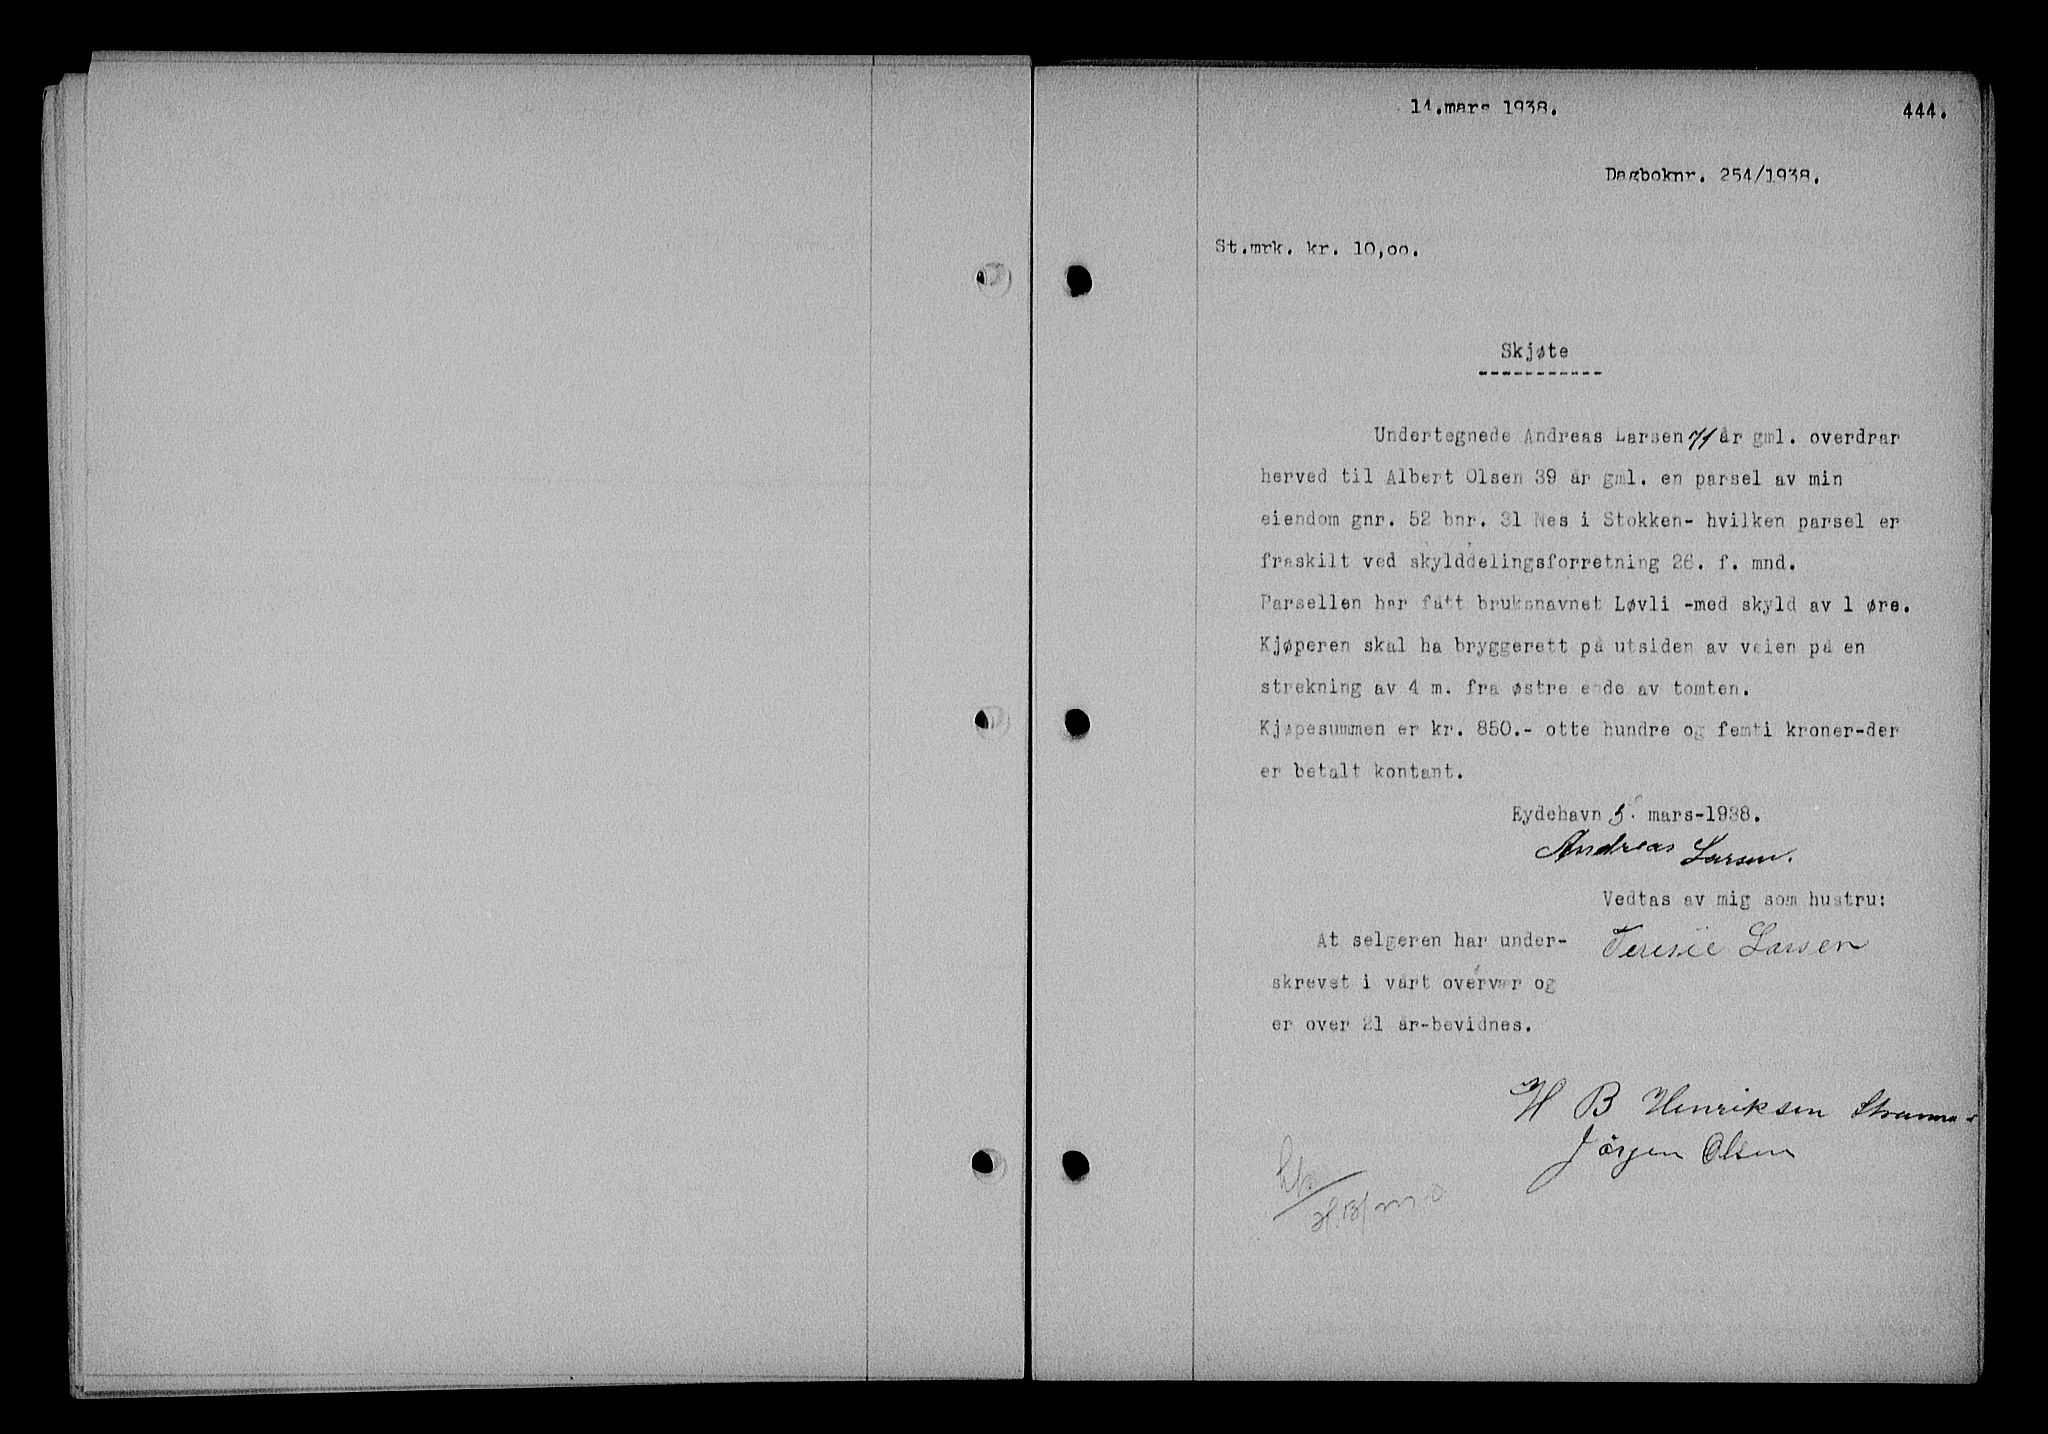 14.mars 1938.
444.
Dagboknr. 254/1938.
St.mrk. kr. 10,00.
Skjøte
-----------
Undertegnede Andreas Larsen 71 år gml. overdrar
herved til Albert Olsen 39 år gml. en parsel av min
eiendom gnr. 52 bnr. 31 Nes i Stokken- hvilken parsel er
fraskilt ved skylddelingsforretning 26. f. mnd.
Parsellen har fått bruksnavnet Løvli -med skyld av 1 øre.
Kjøperen skal ha bryggerett på utsiden av veien på en
strekning av 4 m. fra østre ende av tomten.
Kjøpesummen er kr. 850.- otte hundre og femti kroner-der
er betalt kontant.
Eydehavn 5. mars-1938.
Andreas Larsen.
Vedtas av mig som hustru:
Teresie Larsen
At selgeren har under-
skrevet i vårt overvær og
er over 21 år-bevidnes.
H B Henriksen
Jörgen Olsen